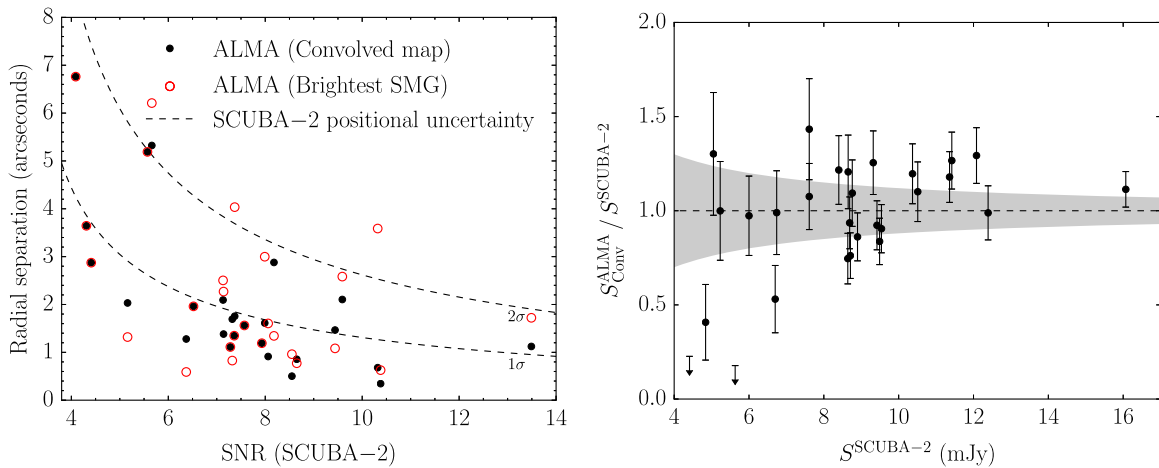 8
7
6
5
4
3
2
1
0
Radial separation (arcseconds)
ALMA (Convolved map)
ALMA (Brightest SMG)
SCUBA−2 positional uncertainty
2σ
1σ
4 6 8 10 12 14
SNR (SCUBA−2)
2.0
1.5
1.0
0.5
0.0
S_Conv^ALMA / S^SCUBA−2
4 6 8 10 12 14 16
S^SCUBA−2 (mJy)